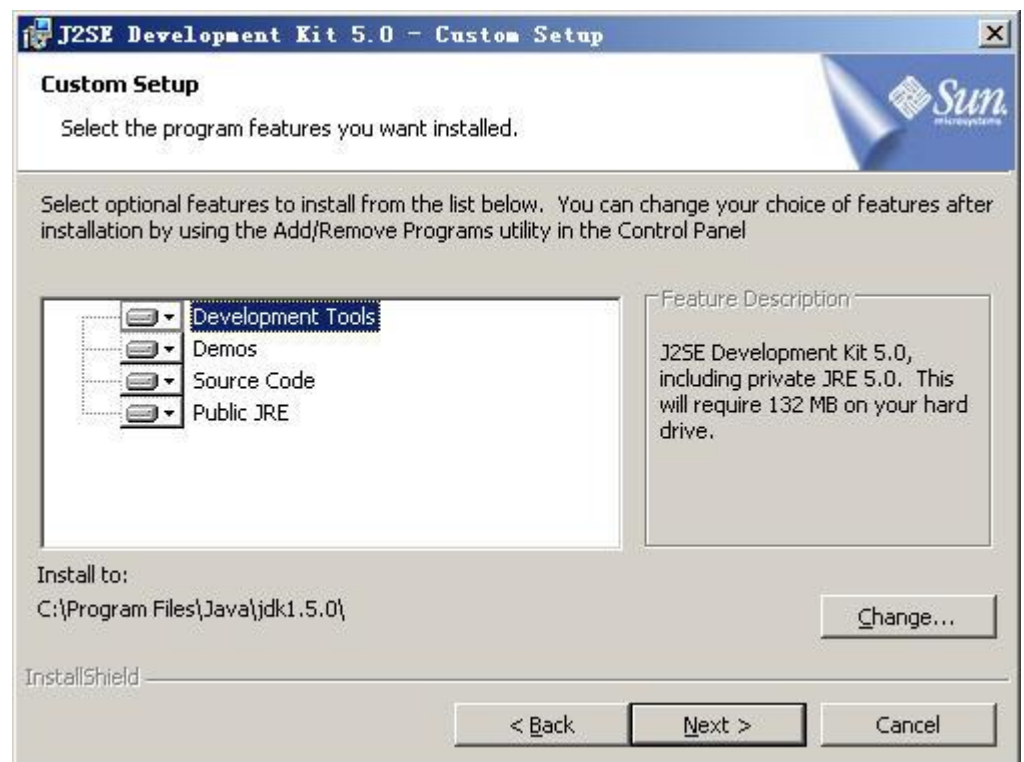 J2SE Development Kit 5.0 - Custom Setup
Custom Setup
Select the program features you want installed.
Sun
microsystems
Select optional features to install from the list below. You can change your choice of features after
installation by using the Add/Remove Programs utility in the Control Panel
Development Tools
Demos
Source Code
Public JRE
Feature Description
J2SE Development Kit 5.0,
including private JRE 5.0. This
will require 132 MB on your hard
drive.
Install to:
C:\Program Files\Java\jdk1.5.0\
Change...
InstallShield
< Back
Next >
Cancel